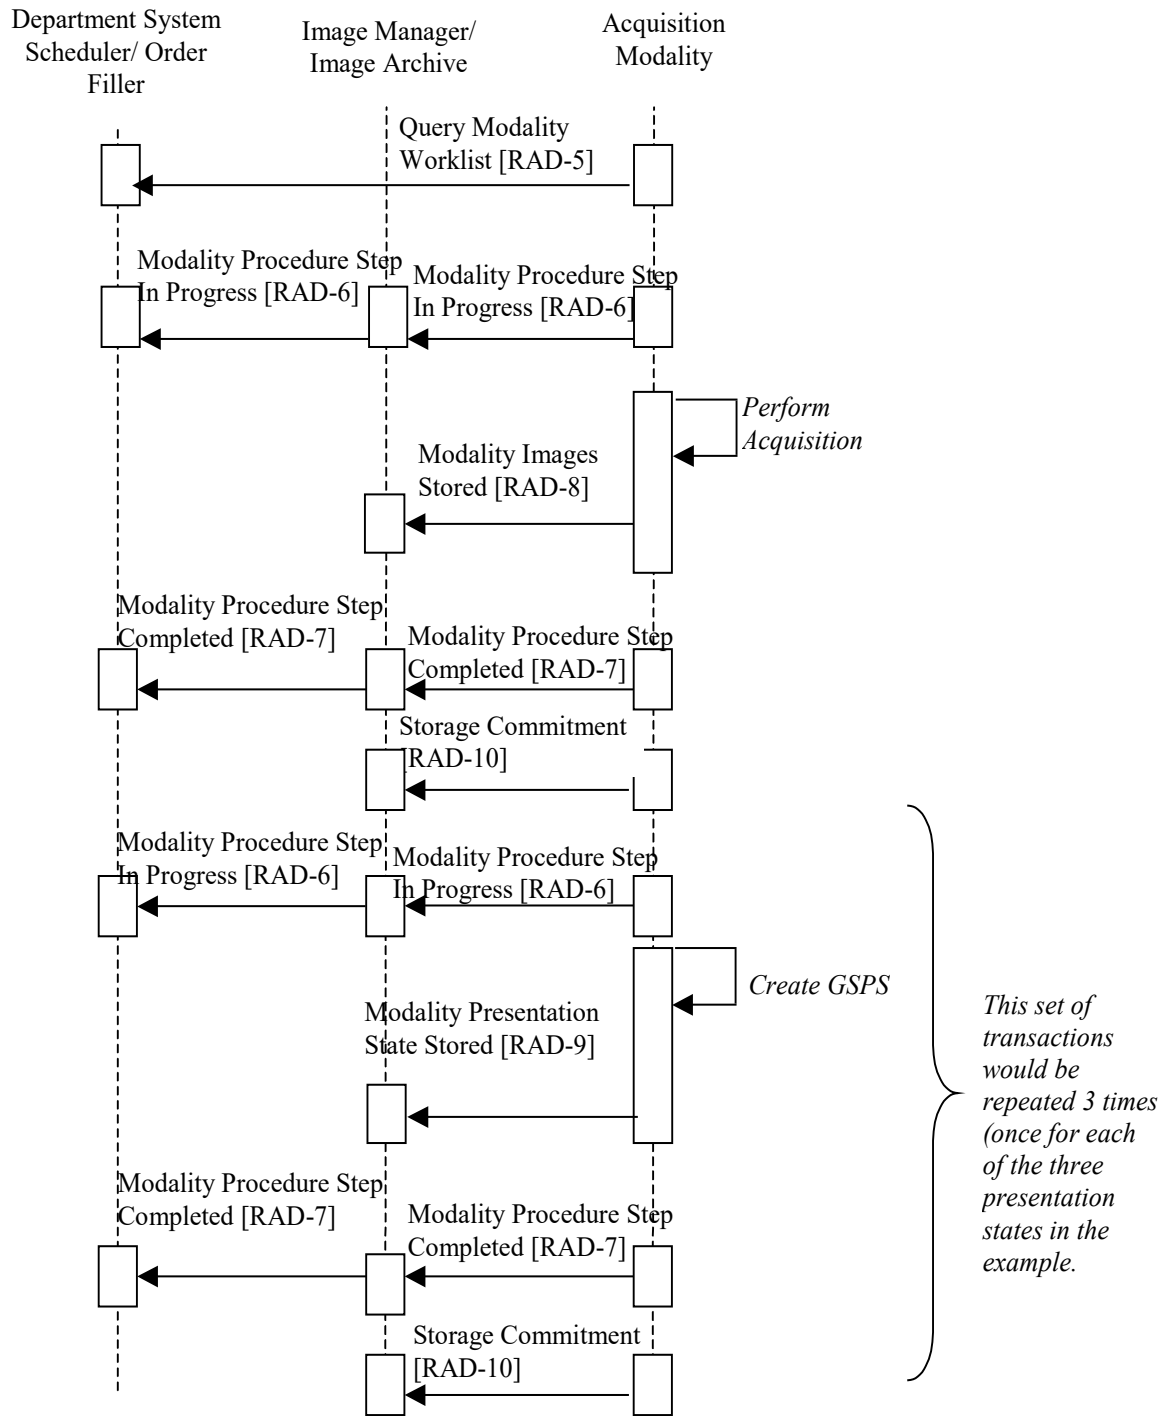 Department System
Scheduler/ Order
Filler
Image Manager/
Image Archive
Acquisition
Modality
Query Modality
Worklist [RAD-5]
Modality Procedure Step
In Progress [RAD-6]
Modality Procedure Step
In Progress [RAD-6]
Perform
Acquisition
Modality Images
Stored [RAD-8]
Modality Procedure Step
Completed [RAD-7]
Modality Procedure Step
Completed [RAD-7]
Storage Commitment
[RAD-10]
Modality Procedure Step
In Progress [RAD-6]
Modality Procedure Step
In Progress [RAD-6]
Create GSPS
Modality Presentation
State Stored [RAD-9]
This set of
transactions
would be
repeated 3 times
(once for each
of the three
presentation
states in the
example.
Modality Procedure Step
Completed [RAD-7]
Modality Procedure Step
Completed [RAD-7]
Storage Commitment
[RAD-10]